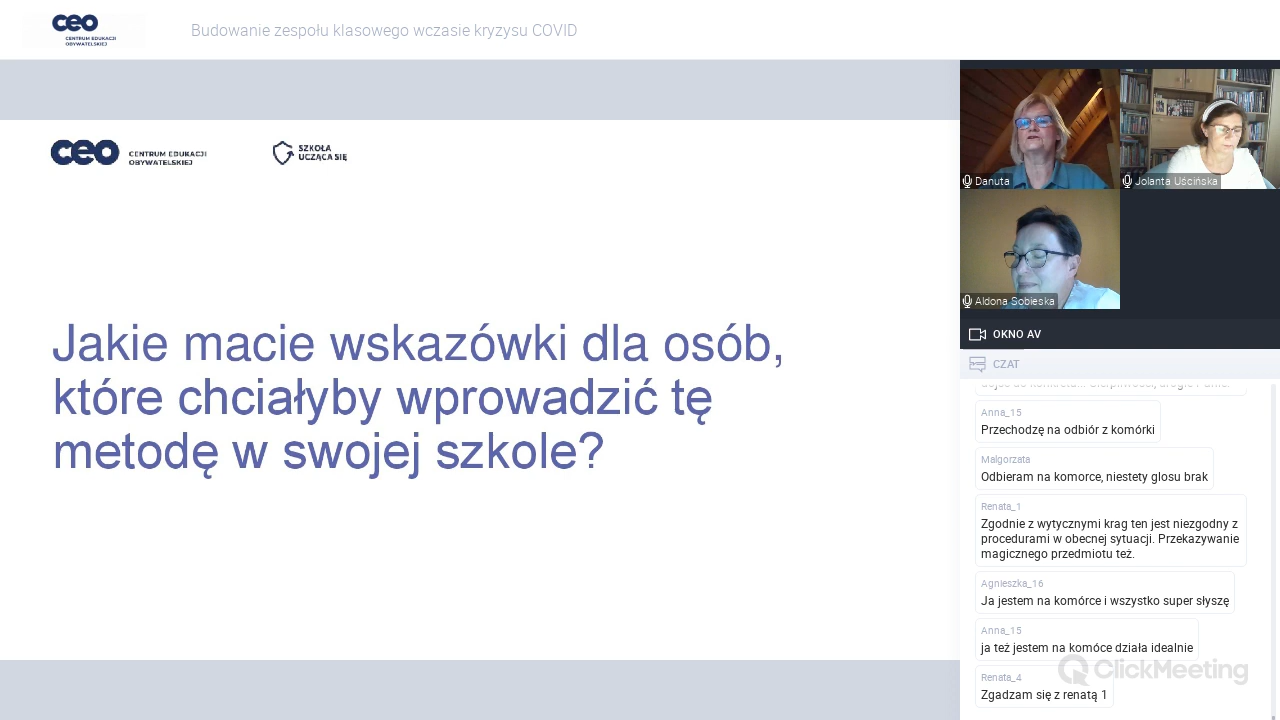 ceo
CENTRUM EDUKACJI
OBYWATELSKIEJ
Budowanie zespołu klasowego wczasie kryzysu COVID
ceo
CENTRUM EDUKACJI
OBYWATELSKIEJ
SZKOŁA
UCZĄCA SIĘ
Jakie macie wskazówki dla osób,
które chciałyby wprowadzić tę
metodę w swojej szkole?
Danuta
Jolanta Uścińska
Aldona Sobieska
OKNO AV
CZAT
Anna_15
Przechodzę na odbiór z komórki
Malgorzata
Odbieram na komorce, niestety glosu brak
Renata_1
Zgodnie z wytycznymi krag ten jest niezgodny z
procedurami w obecnej sytuacji. Przekazywanie
magicznego przedmiotu też.
Agnieszka_16
Ja jestem na komórce i wszystko super słyszę
Anna_15
ja też jestem na komóce działa idealnie
ClickMeeting
Renata_4
Zgadzam się z renatą 1